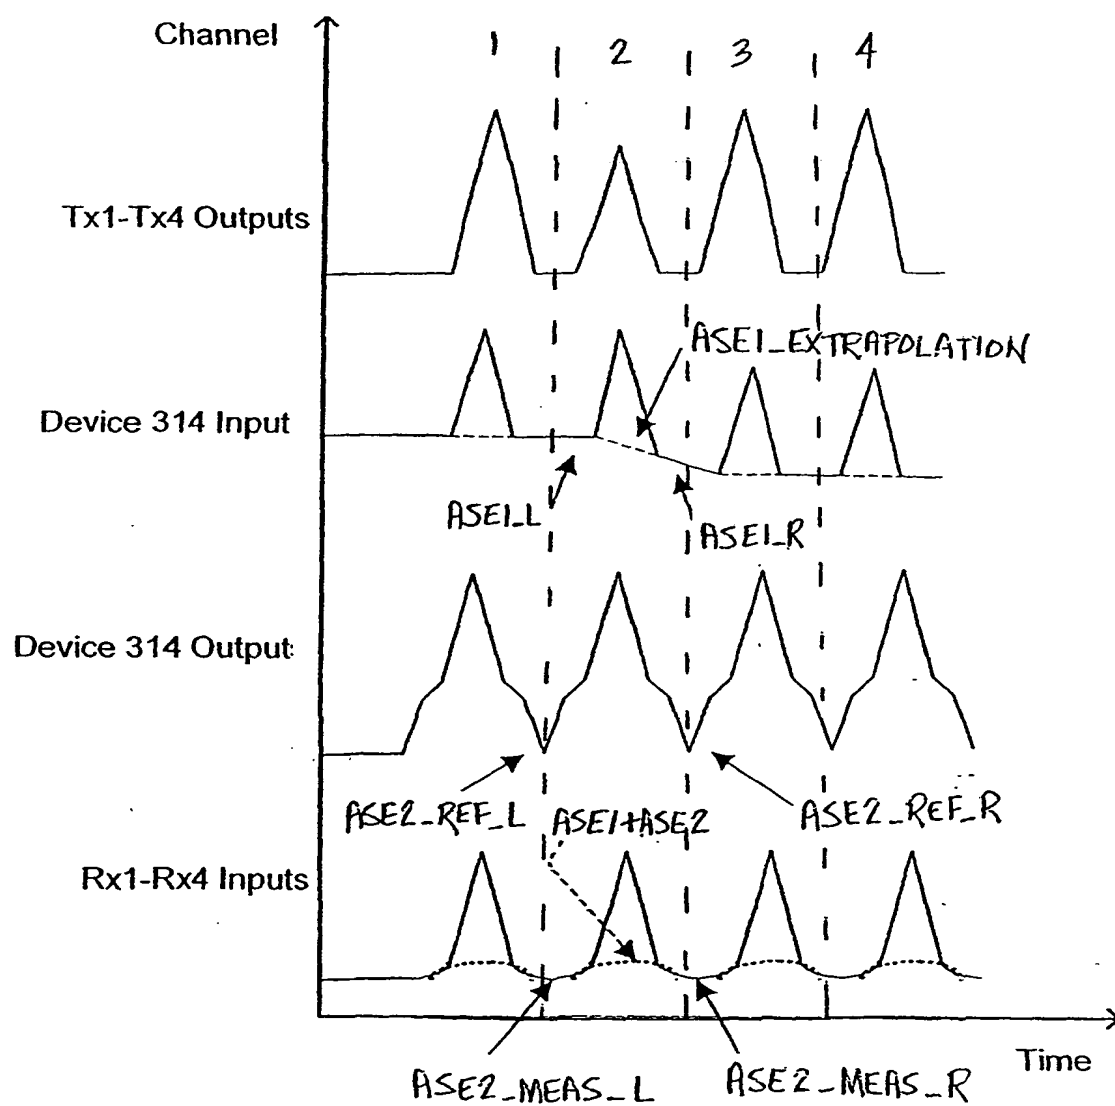 Channel
1 2 3 4
Tx1-Tx4 Outputs
ASE1_EXTRAPOLATION
Device 314 Input
ASE1_L
ASE1_R
Device 314 Output
ASE2_REF_L
ASE1+ASE2
ASE2_REF_R
Rx1-Rx4 Inputs
Time
ASE2_MEAS_L
ASE2_MEAS_R